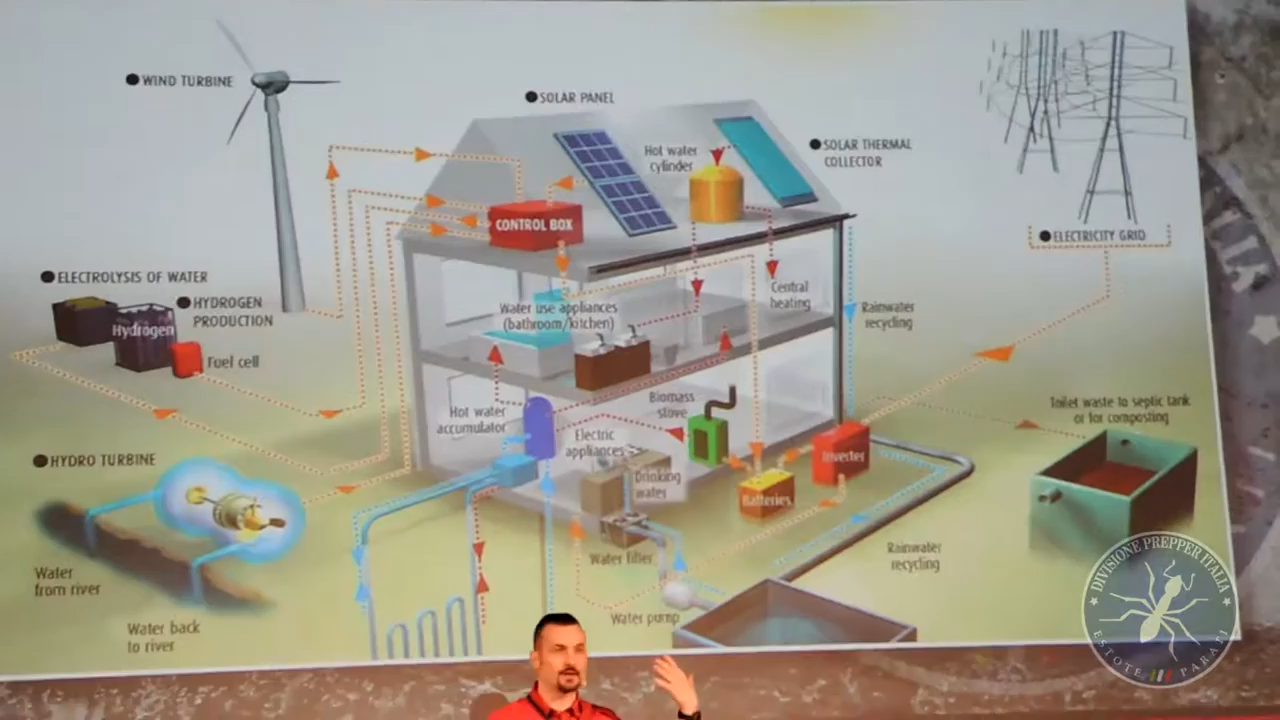 WIND TURBINE
SOLAR PANEL
Hot water
cylinder
SOLAR THERMAL
COLLECTOR
CONTROL BOX
ELECTRICITY GRID
ELECTROLYSIS OF WATER
HYDROGEN
PRODUCTION
Hydrogen
Fuel cell
Water use appliances
(bathroom/kitchen)
Central
heating
Rainwater
recycling
Hot water
accumulator
Biomass
stove
Electric
appliances
Drinking
water
Toilet waste to septic tank
or for composting
HYDRO TURBINE
Inverter
Batteries
Water
from river
Water back
to river
Water filter
Water pump
Rainwater
recycling
DIVISIONE PREPPER ITALIA
ESTOTE PARATI